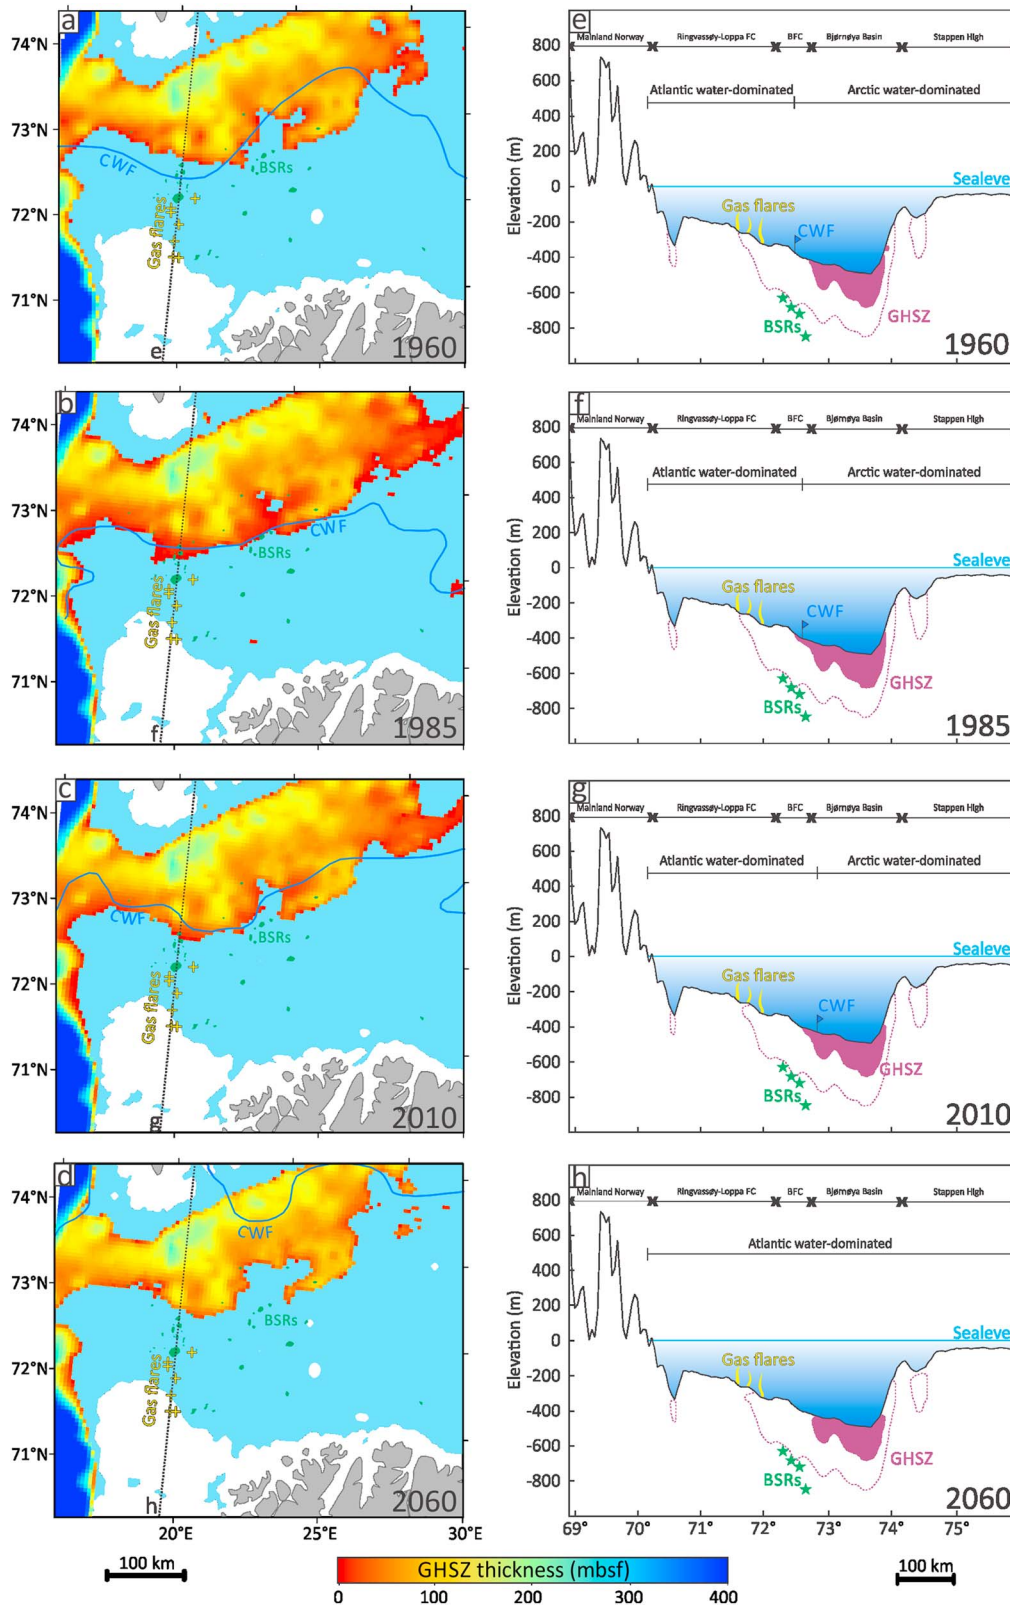 a
74°N
73°N
72°N
71°N
CWF
BSRs
Gas flares
e
1960
e
800
600
400
200
0
-200
-400
-600
-800
Elevation (m)
Mainland Norway
Ringvassøy-Loppa FC
BFC
Bjørnøya Basin
Stappen High
Atlantic water-dominated
Arctic water-dominated
Sealeve
Gas flares
CWF
BSRs
GHSZ
1960
b
74°N
73°N
72°N
71°N
CWF
BSRs
Gas flares
f
1985
f
800
600
400
200
0
-200
-400
-600
-800
Elevation (m)
Mainland Norway
Ringvassøy-Loppa FC
BFC
Bjørnøya Basin
Stappen High
Atlantic water-dominated
Arctic water-dominated
Sealeve
Gas flares
CWF
BSRs
GHSZ
1985
c
74°N
73°N
72°N
71°N
CWF
BSRs
Gas flares
g
2010
g
800
600
400
200
0
-200
-400
-600
-800
Elevation (m)
Mainland Norway
Ringvassøy-Loppa FC
BFC
Bjørnøya Basin
Stappen High
Atlantic water-dominated
Arctic water-dominated
Sealeve
Gas flares
CWF
BSRs
GHSZ
2010
d
74°N
73°N
72°N
71°N
CWF
BSRs
Gas flares
h
2060
20°E
25°E
30°E
h
800
600
400
200
0
-200
-400
-600
-800
Elevation (m)
Mainland Norway
Ringvassøy-Loppa FC
BFC
Bjørnøya Basin
Stappen High
Atlantic water-dominated
Sealeve
Gas flares
BSRs
GHSZ
2060
69°
70°
71°
72°
73°
74°
75°
100 km
GHSZ thickness (mbsf)
0
100
200
300
400
100 km